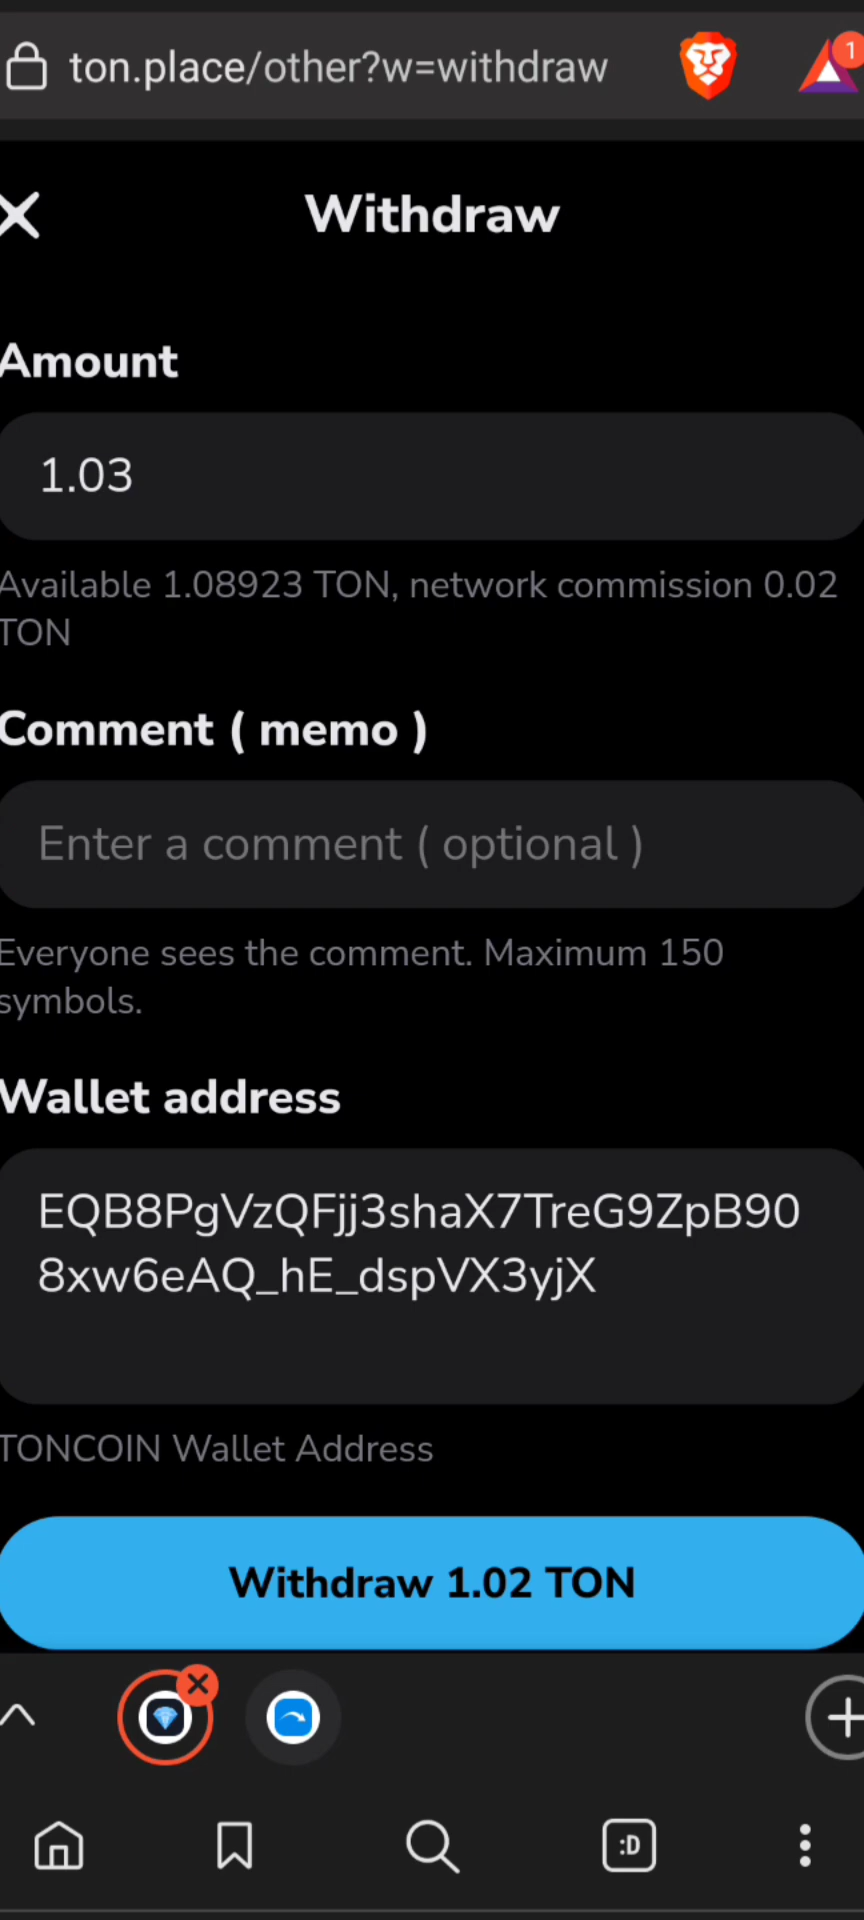 ton.place/other?w=withdraw
1
Withdraw
Amount
1.03
Available 1.08923 TON, network commission 0.02
TON
Comment ( memo )
Enter a comment ( optional )
Everyone sees the comment. Maximum 150
symbols.
Wallet address
EQB8PgVzQFjj3shaX7TreG9ZpB90
8xw6eAQ_hE_dspVX3yjX
TONCOIN Wallet Address
Withdraw 1.02 TON
:D